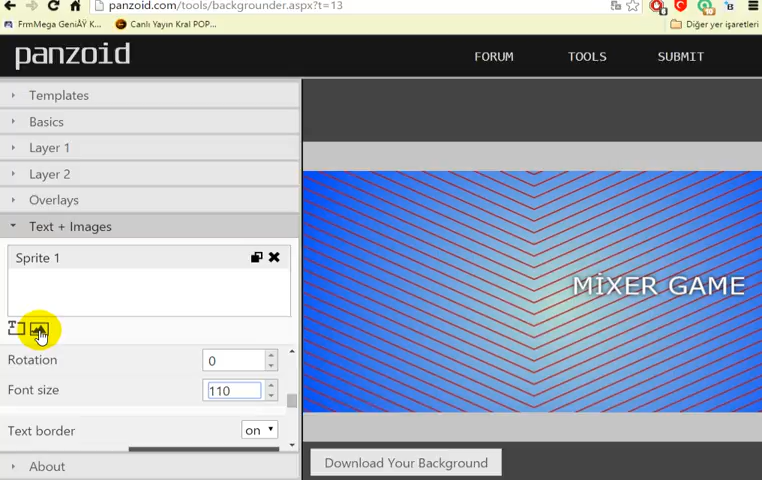 panzoid.com/tools/backgrounder.aspx?t=13
FrmMega GeniÅŸ K...
Canlı Yayın Kral POP...
Diğer yer işaretleri
panzoid
FORUM
TOOLS
SUBMIT
Templates
Basics
Layer 1
Layer 2
Overlays
Text + Images
Sprite 1
Rotation
0
Font size
110
Text border
on
About
MİXER GAME
Download Your Background